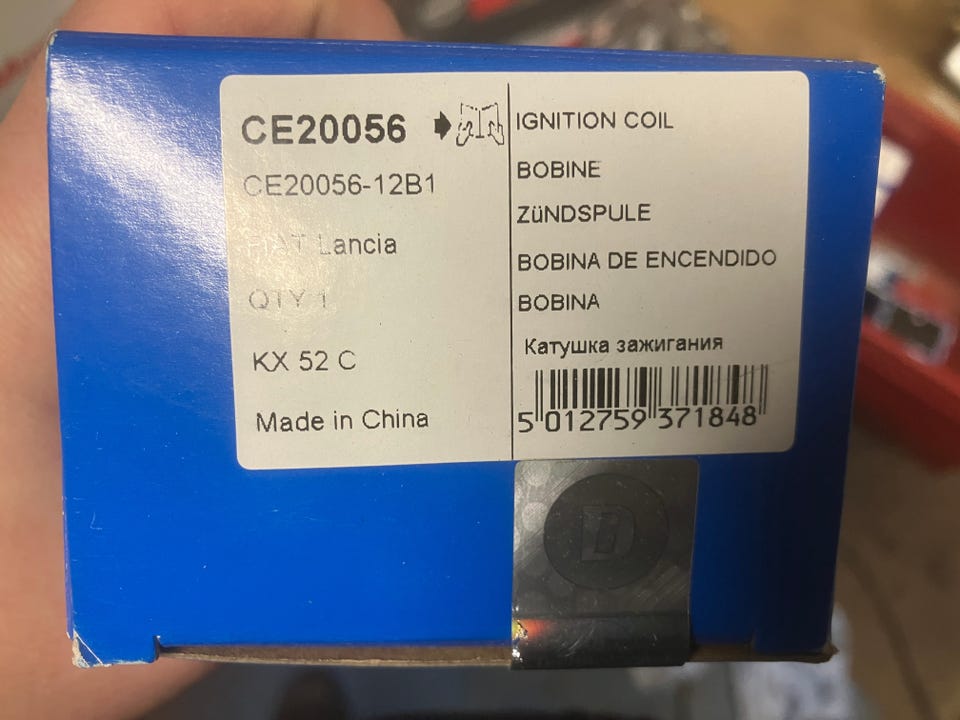 CE20056
CE20056-12B1
FIAT Lancia
QTY 1
KX 52 C
Made in China
IGNITION COIL
BOBINE
ZüNDSPULE
BOBINA DE ENCENDIDO
BOBINA
Катушка зажигания
5 012759 371848
D